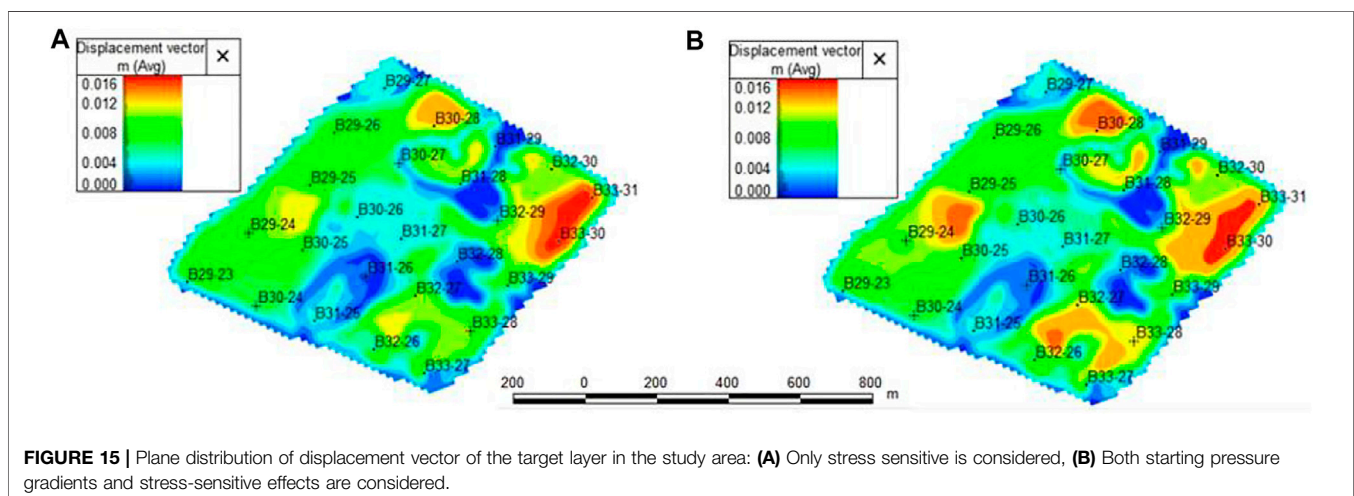 A
Displacement vector
m (Avg)
×
0.016
0.012
0.008
0.004
0.000
B29-27
B30-28
B29-26
B31-29
B30-27
B32-30
B31-28
B29-25
B33-31
B30-26
B32-29
B29-24
B31-27
B33-30
B30-25
B32-28
B31-26
B29-23
B33-29
B32-27
B30-24
B31-25
B33-28
B32-26
B33-27
B
Displacement vector
m (Avg)
×
0.016
0.012
0.008
0.004
0.000
B29-27
B30-28
B29-26
B31-29
B30-27
B32-30
B31-28
B29-25
B33-31
B30-26
B32-29
B29-24
B31-27
B33-30
B30-25
B32-28
B31-26
B29-23
B33-29
B32-27
B30-24
B31-25
B33-28
B32-26
B33-27
200 0 200 400 600 800 m
FIGURE 15 | Plane distribution of displacement vector of the target layer in the study area: (A) Only stress sensitive is considered, (B) Both starting pressure
gradients and stress-sensitive effects are considered.